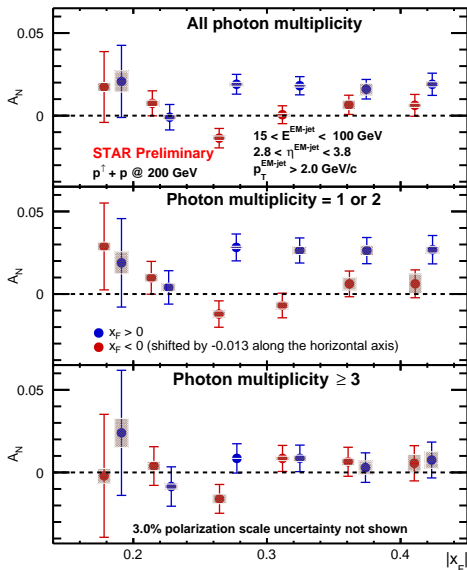 All photon multiplicity
A_N
0.05
0
STAR Preliminary
p↑ + p @ 200 GeV
15 < E^EM-jet < 100 GeV
2.8 < η^EM-jet < 3.8
p_T^EM-jet > 2.0 GeV/c
Photon multiplicity = 1 or 2
A_N
0.05
0
x_F > 0
x_F < 0 (shifted by -0.013 along the horizontal axis)
Photon multiplicity ≥ 3
A_N
0.05
0
3.0% polarization scale uncertainty not shown
0.2 0.3 0.4
|x_F|